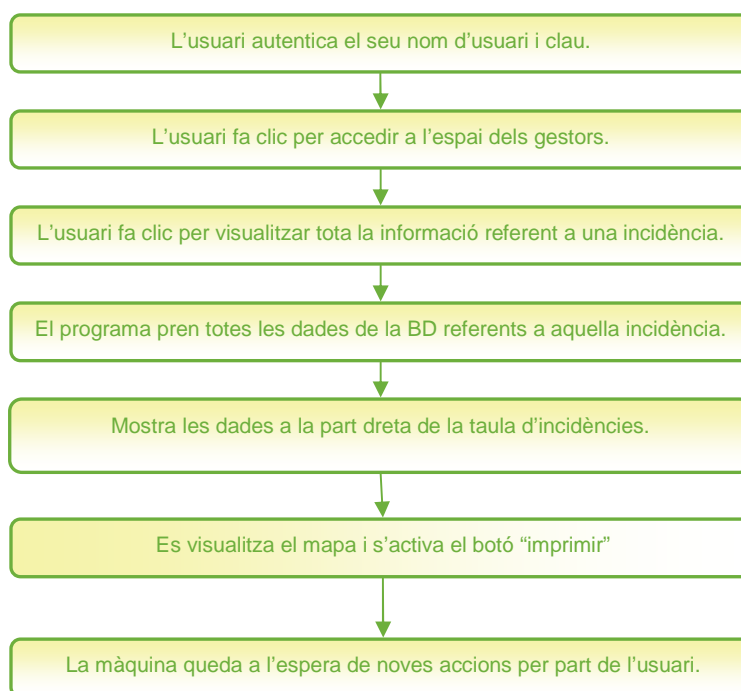 L’usuari autentica el seu nom d’usuari i clau.
L’usuari fa clic per accedir a l’espai dels gestors.
L’usuari fa clic per visualitzar tota la informació referent a una incidència.
El programa pren totes les dades de la BD referents a aquella incidència.
Mostra les dades a la part dreta de la taula d’incidències.
Es visualitza el mapa i s’activa el botó “imprimir”
La màquina queda a l’espera de noves accions per part de l’usuari.